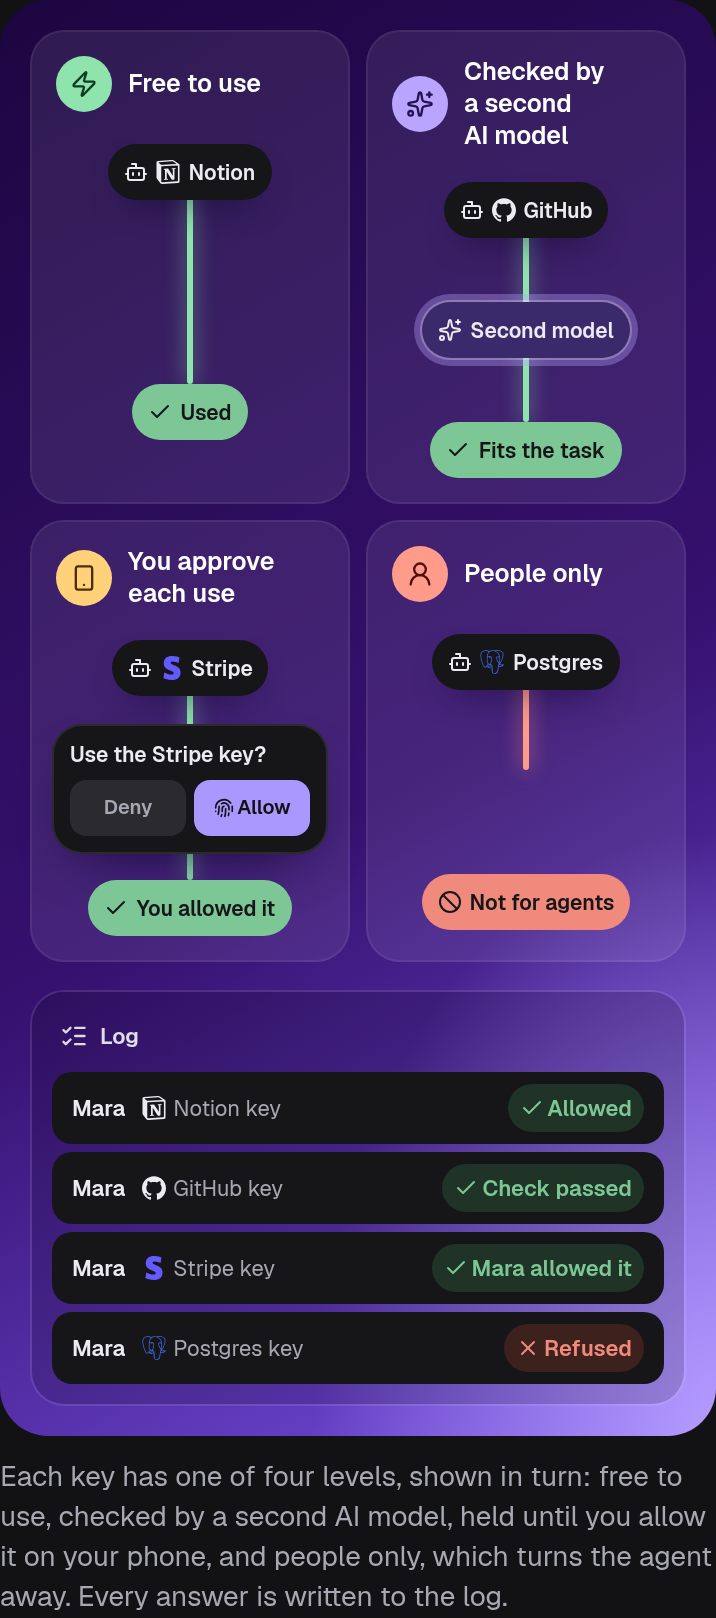 Free to use
Notion
Used
Checked by
a second
AI model
GitHub
Second model
Fits the task
You approve
each use
Stripe
Use the Stripe key?
Deny
Allow
You allowed it
People only
Postgres
Not for agents
Log
Mara Notion key Allowed
Mara GitHub key Check passed
Mara Stripe key Mara allowed it
Mara Postgres key Refused
Each key has one of four levels, shown in turn: free to
use, checked by a second AI model, held until you allow
it on your phone, and people only, which turns the agent
away. Every answer is written to the log.